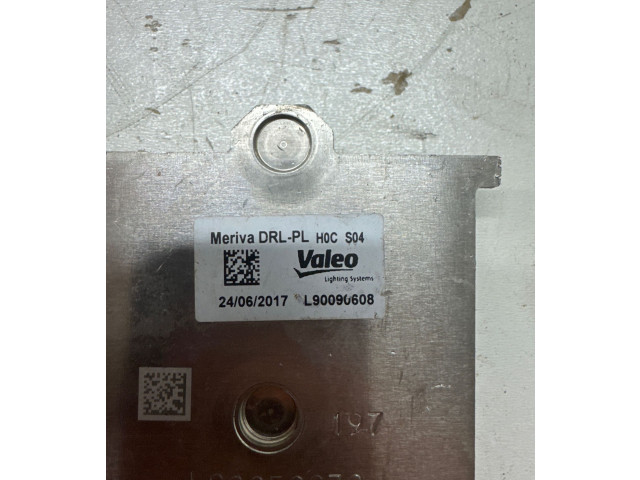 Meriva DRL-PL H0C S04
Valeo
Lighting Systems
24/06/2017 L90090608
197